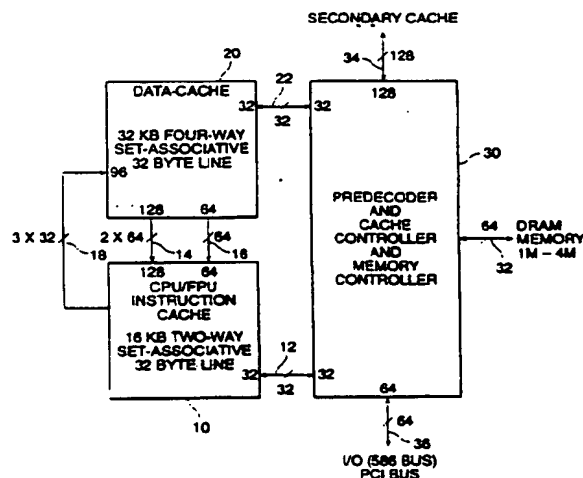 SECONDARY CACHE
20
34
128
DATA-CACHE
22
128
32
32
32
32 KB FOUR-WAY
SET-ASSOCIATIVE
32 BYTE LINE
30
96
PREDECODER
AND
CACHE
CONTROLLER
AND
MEMORY
CONTROLLER
64
DRAM
MEMORY
1M – 4M
32
128
64
3 X 32
18
2 X 64
14
64
16
128
64
CPU/FPU
INSTRUCTION
CACHE
16 KB TWO-WAY
SET-ASSOCIATIVE
32 BYTE LINE
12
32
32
32
64
10
64
36
I/O (586 BUS)
PCI BUS